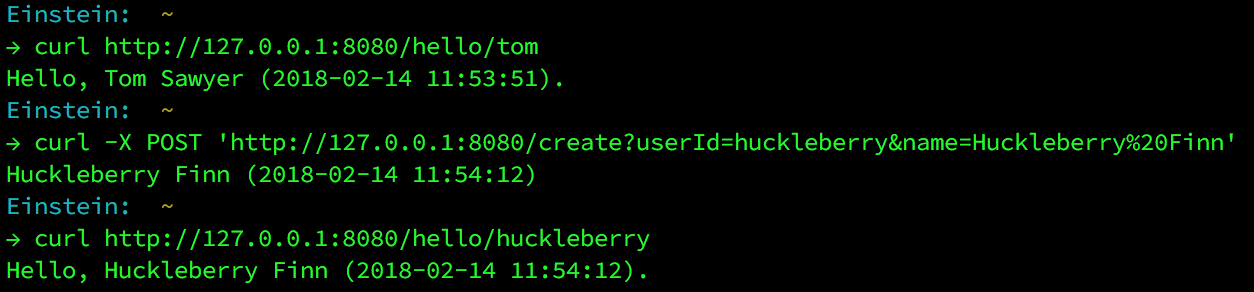 Einstein: ~
→ curl http://127.0.0.1:8080/hello/tom
Hello, Tom Sawyer (2018-02-14 11:53:51).
Einstein: ~
→ curl -X POST 'http://127.0.0.1:8080/create?userId=huckleberry&name=Huckleberry%20Finn'
Huckleberry Finn (2018-02-14 11:54:12)
Einstein: ~
→ curl http://127.0.0.1:8080/hello/huckleberry
Hello, Huckleberry Finn (2018-02-14 11:54:12).